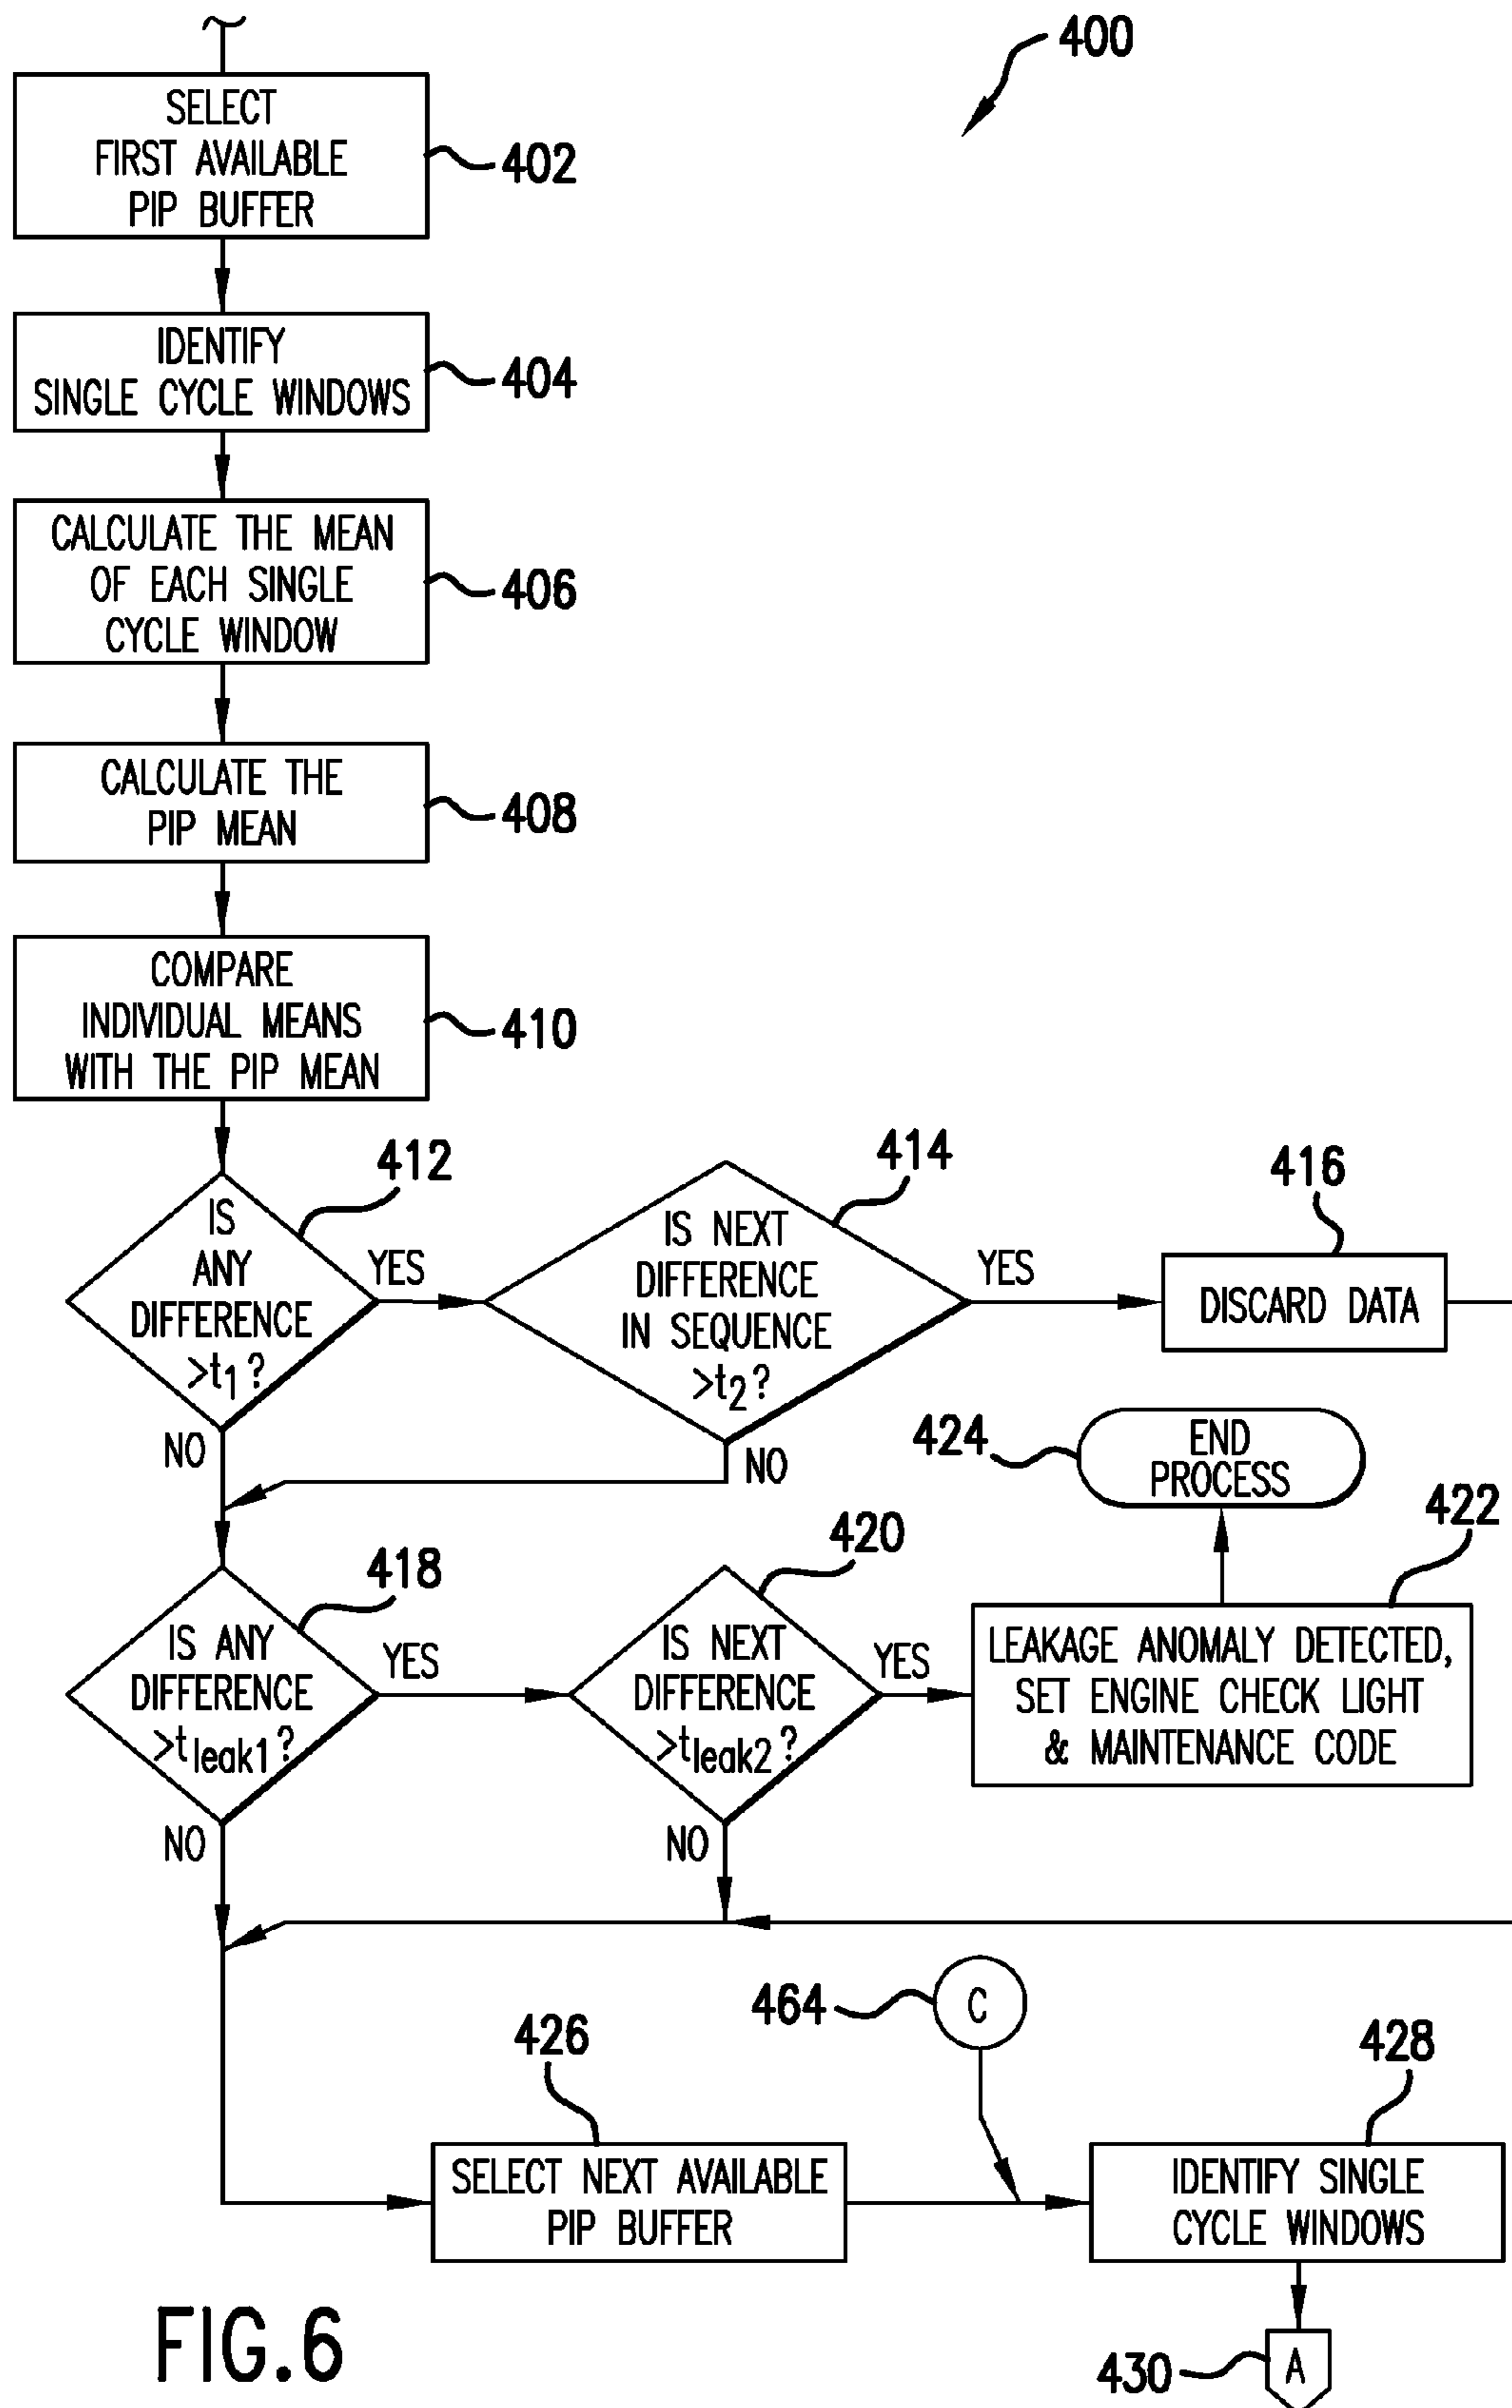 400
SELECT
FIRST AVAILABLE
PIP BUFFER
402
IDENTIFY
SINGLE CYCLE WINDOWS
404
CALCULATE THE MEAN
OF EACH SINGLE
CYCLE WINDOW
406
CALCULATE THE
PIP MEAN
408
COMPARE
INDIVIDUAL MEANS
WITH THE PIP MEAN
410
412
IS
ANY
DIFFERENCE
>t1?
YES
NO
414
IS NEXT
DIFFERENCE
IN SEQUENCE
>t2?
YES
NO
416
DISCARD DATA
424
END
PROCESS
418
IS ANY
DIFFERENCE
>tleak1?
YES
NO
420
IS NEXT
DIFFERENCE
>tleak2?
YES
NO
422
LEAKAGE ANOMALY DETECTED,
SET ENGINE CHECK LIGHT
& MAINTENANCE CODE
464
C
426
SELECT NEXT AVAILABLE
PIP BUFFER
428
IDENTIFY SINGLE
CYCLE WINDOWS
430
A
FIG.6